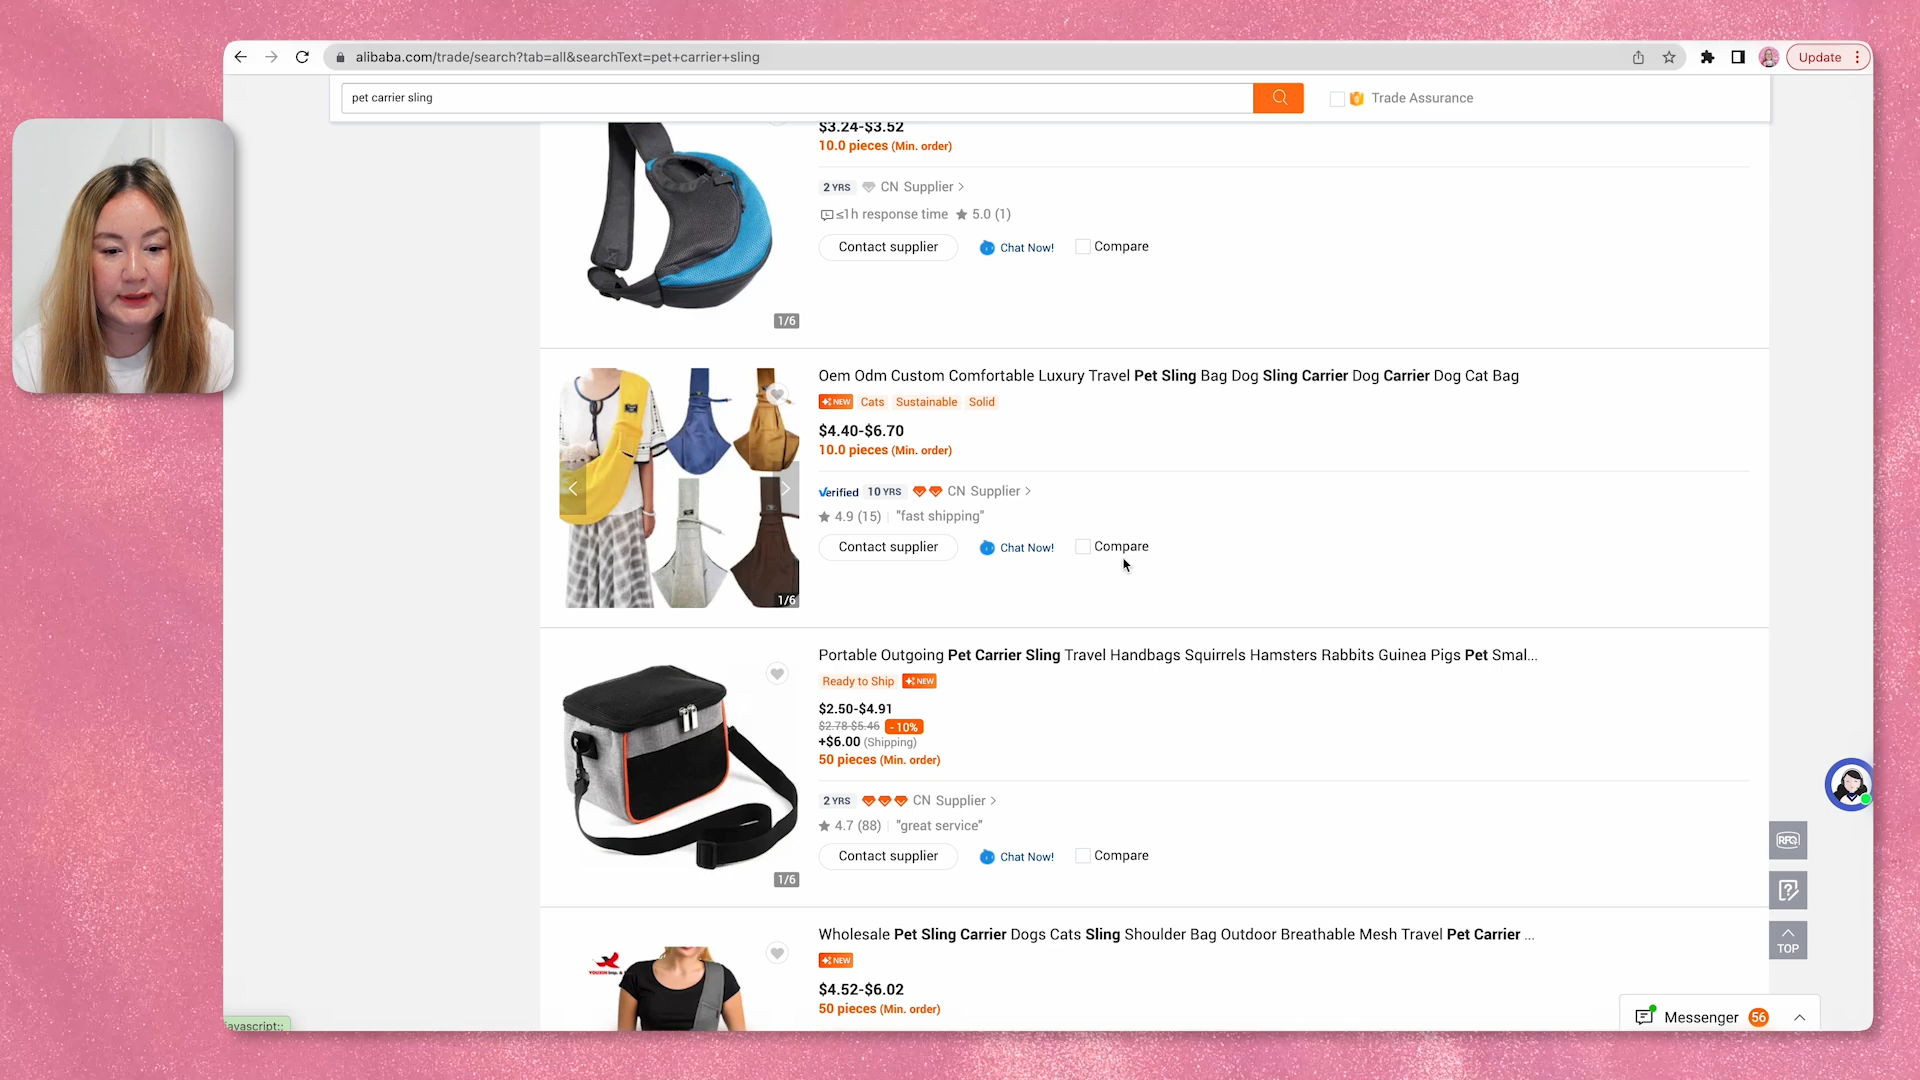 alibaba.com/trade/search?tab=all&searchText=pet+carrier+sling
Update
pet carrier sling
Trade Assurance
$3.24-$3.52
10.0 pieces (Min. order)
2 YRS CN Supplier >
≤1h response time ★ 5.0 (1)
Contact supplier Chat Now! Compare
1/6
Oem Odm Custom Comfortable Luxury Travel Pet Sling Bag Dog Sling Carrier Dog Carrier Dog Cat Bag
NEW Cats Sustainable Solid
$4.40-$6.70
10.0 pieces (Min. order)
Verified 10 YRS CN Supplier >
★ 4.9 (15) | "fast shipping"
Contact supplier Chat Now! Compare
1/6
Portable Outgoing Pet Carrier Sling Travel Handbags Squirrels Hamsters Rabbits Guinea Pigs Pet Smal...
Ready to Ship NEW
$2.50-$4.91
$2.78-$5.46 - 10%
+$6.00 (Shipping)
50 pieces (Min. order)
2 YRS CN Supplier >
★ 4.7 (88) | "great service"
Contact supplier Chat Now! Compare
1/6
RFQ
TOP
Wholesale Pet Sling Carrier Dogs Cats Sling Shoulder Bag Outdoor Breathable Mesh Travel Pet Carrier ...
NEW
$4.52-$6.02
50 pieces (Min. order)
Messenger 56
javascript:;